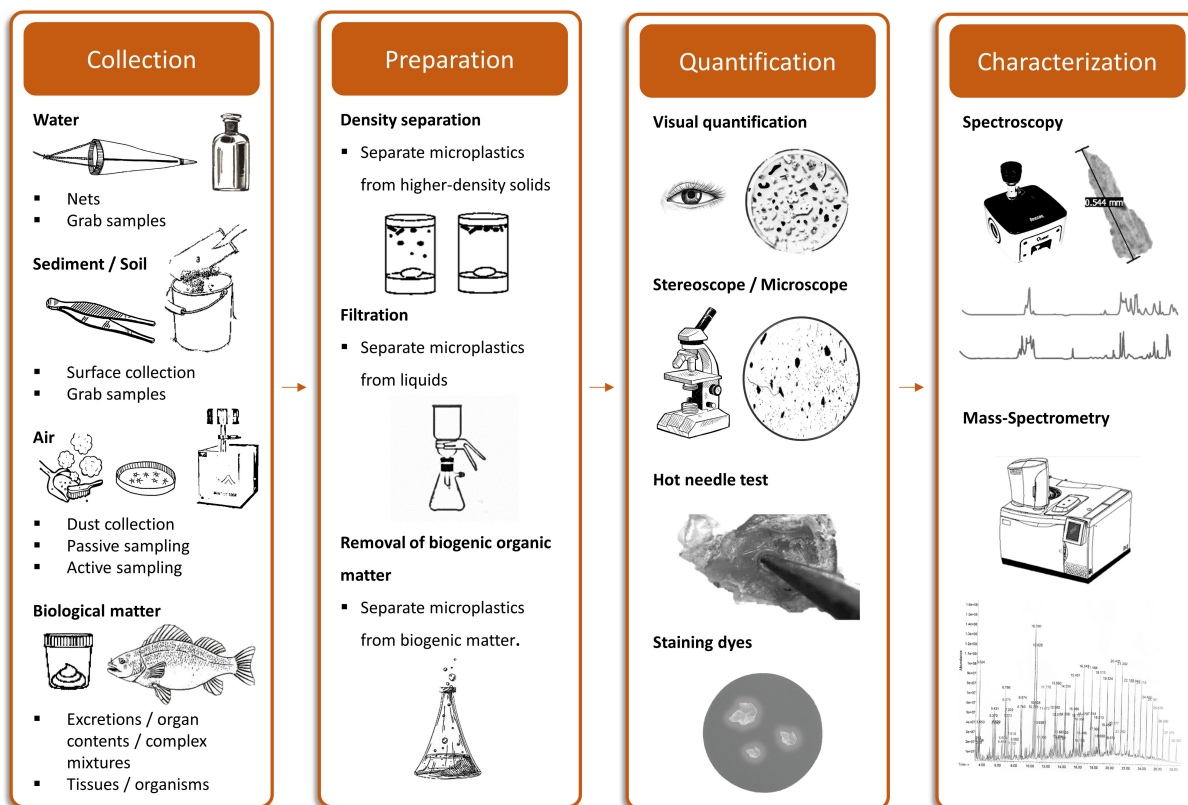 Collection
Water
▪ Nets
▪ Grab samples
Sediment / Soil
▪ Surface collection
▪ Grab samples
Air
▪ Dust collection
▪ Passive sampling
▪ Active sampling
Biological matter
▪ Excretions / organ
contents / complex
mixtures
▪ Tissues / organisms
Preparation
Density separation
▪ Separate microplastics
from higher-density solids
Filtration
▪ Separate microplastics
from liquids
Removal of biogenic organic
matter
▪ Separate microplastics
from biogenic matter.
Quantification
Visual quantification
Stereoscope / Microscope
Hot needle test
Staining dyes
Characterization
Spectroscopy
0.544 mm
Mass-Spectrometry
Abundance